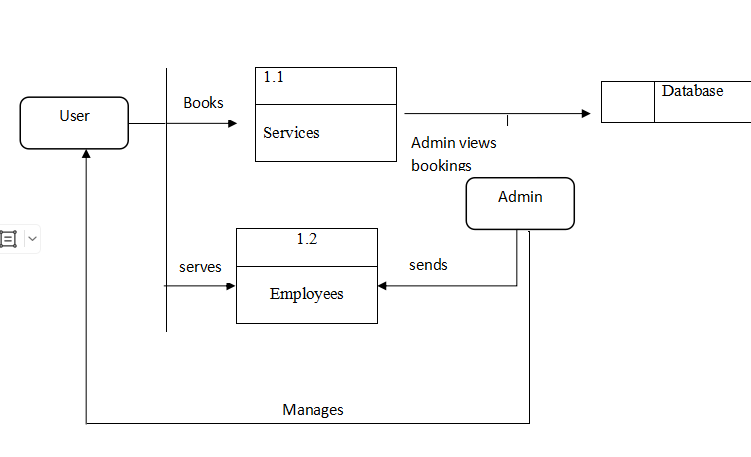 1.1
Database
Books
User
Services
Admin views
bookings
Admin
1.2
serves
sends
Employees
Manages